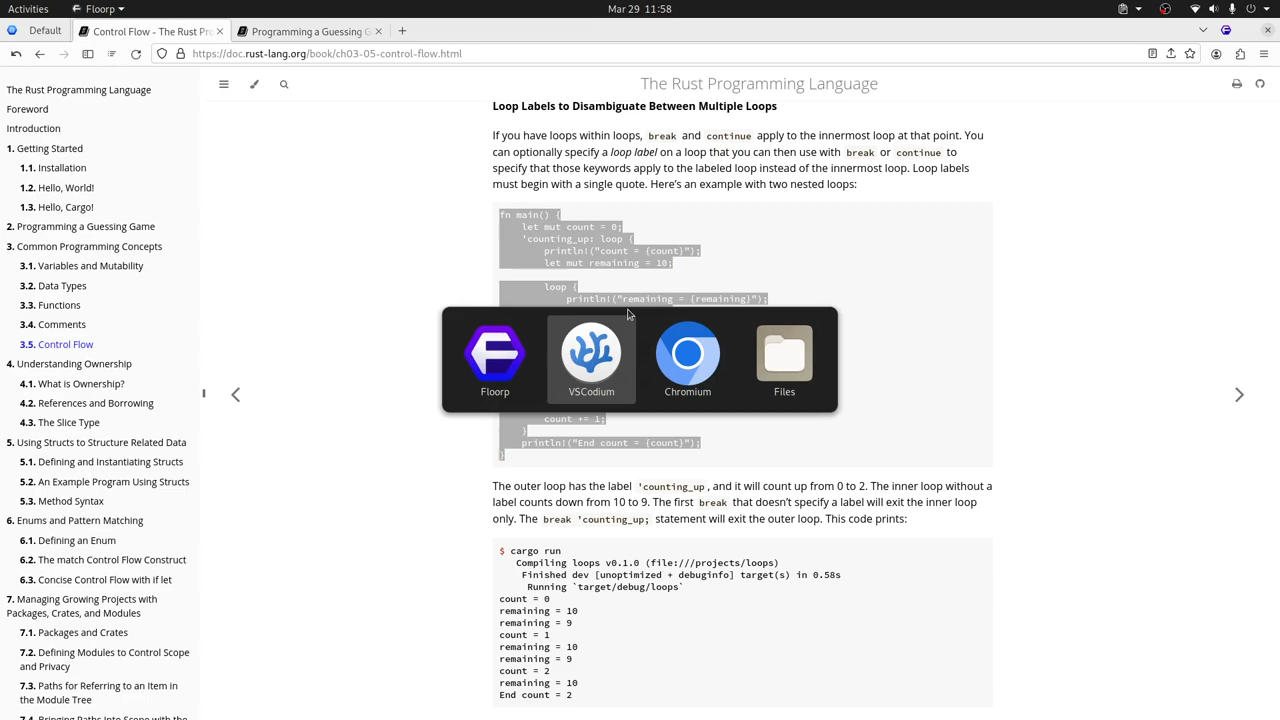 Activities
Floorp
Mar 29 11:58
Default
Control Flow - The Rust Pr
Programming a Guessing G
https://doc.rust-lang.org/book/ch03-05-control-flow.html
The Rust Programming Language
Foreword
Introduction
1. Getting Started
1.1. Installation
1.2. Hello, World!
1.3. Hello, Cargo!
2. Programming a Guessing Game
3. Common Programming Concepts
3.1. Variables and Mutability
3.2. Data Types
3.3. Functions
3.4. Comments
3.5. Control Flow
4. Understanding Ownership
4.1. What is Ownership?
4.2. References and Borrowing
4.3. The Slice Type
5. Using Structs to Structure Related Data
5.1. Defining and Instantiating Structs
5.2. An Example Program Using Structs
5.3. Method Syntax
6. Enums and Pattern Matching
6.1. Defining an Enum
6.2. The match Control Flow Construct
6.3. Concise Control Flow with if let
7. Managing Growing Projects with
Packages, Crates, and Modules
7.1. Packages and Crates
7.2. Defining Modules to Control Scope
and Privacy
7.3. Paths for Referring to an Item in
the Module Tree
7.4. Bringing Paths Into Scope with the
The Rust Programming Language
Loop Labels to Disambiguate Between Multiple Loops
If you have loops within loops, break and continue apply to the innermost loop at that point. You
can optionally specify a loop label on a loop that you can then use with break or continue to
specify that those keywords apply to the labeled loop instead of the innermost loop. Loop labels
must begin with a single quote. Here's an example with two nested loops:
fn main() {
let mut count = 0;
'counting_up: loop {
println!("count = {count}");
let mut remaining = 10;
loop {
println!("remaining = {remaining}");
Floorp
VSCodium
Chromium
Files
count += 1;
}
println!("End count = {count}");
}
The outer loop has the label 'counting_up, and it will count up from 0 to 2. The inner loop without a
label counts down from 10 to 9. The first break that doesn't specify a label will exit the inner loop
only. The break 'counting_up; statement will exit the outer loop. This code prints:
$ cargo run
Compiling loops v0.1.0 (file:///projects/loops)
Finished dev [unoptimized + debuginfo] target(s) in 0.58s
Running `target/debug/loops`
count = 0
remaining = 10
remaining = 9
count = 1
remaining = 10
remaining = 9
count = 2
remaining = 10
End count = 2